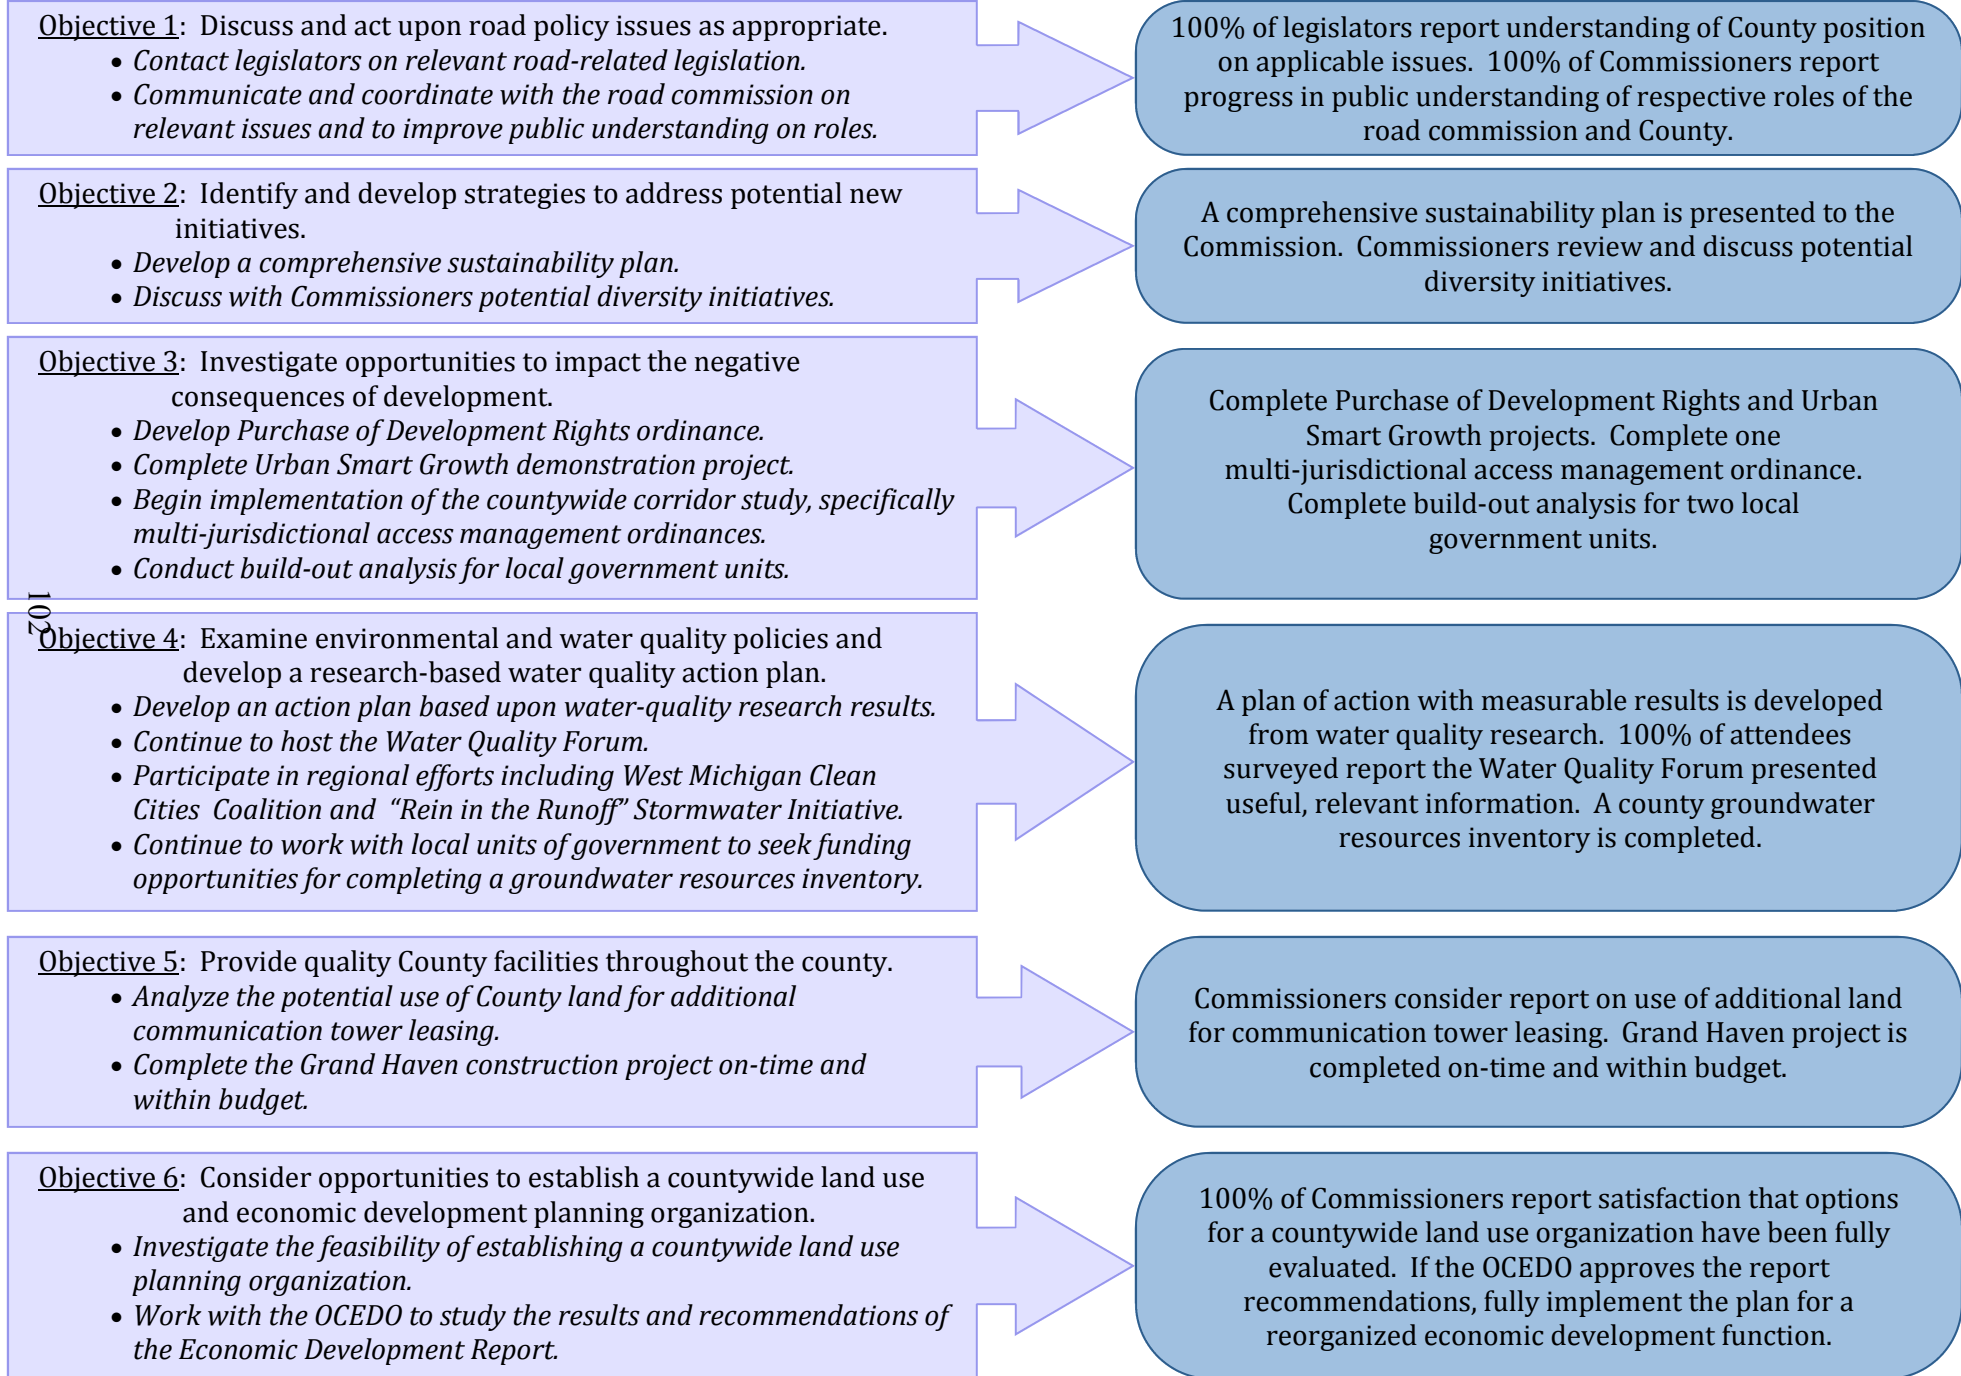 Objective 1:  Discuss and act upon road policy issues as appropriate.
• Contact legislators on relevant road-related legislation.
• Communicate and coordinate with the road commission on
relevant issues and to improve public understanding on roles.
100% of legislators report understanding of County position
on applicable issues.  100% of Commissioners report
progress in public understanding of respective roles of the
road commission and County.
Objective 2:  Identify and develop strategies to address potential new
initiatives.
• Develop a comprehensive sustainability plan.
• Discuss with Commissioners potential diversity initiatives.
A comprehensive sustainability plan is presented to the
Commission.  Commissioners review and discuss potential
diversity initiatives.
Objective 3:  Investigate opportunities to impact the negative
consequences of development.
• Develop Purchase of Development Rights ordinance.
• Complete Urban Smart Growth demonstration project.
• Begin implementation of the countywide corridor study, specifically
multi-jurisdictional access management ordinances.
• Conduct build-out analysis for local government units.
Complete Purchase of Development Rights and Urban
Smart Growth projects.  Complete one
multi-jurisdictional access management ordinance.
Complete build-out analysis for two local
government units.
102
Objective 4:  Examine environmental and water quality policies and
develop a research-based water quality action plan.
• Develop an action plan based upon water-quality research results.
• Continue to host the Water Quality Forum.
• Participate in regional efforts including West Michigan Clean
Cities  Coalition and  “Rein in the Runoff” Stormwater Initiative.
• Continue to work with local units of government to seek funding
opportunities for completing a groundwater resources inventory.
A plan of action with measurable results is developed
from water quality research.  100% of attendees
surveyed report the Water Quality Forum presented
useful, relevant information.  A county groundwater
resources inventory is completed.
Objective 5:  Provide quality County facilities throughout the county.
• Analyze the potential use of County land for additional
communication tower leasing.
• Complete the Grand Haven construction project on-time and
within budget.
Commissioners consider report on use of additional land
for communication tower leasing.  Grand Haven project is
completed on-time and within budget.
Objective 6:  Consider opportunities to establish a countywide land use
and economic development planning organization.
• Investigate the feasibility of establishing a countywide land use
planning organization.
• Work with the OCEDO to study the results and recommendations of
the Economic Development Report.
100% of Commissioners report satisfaction that options
for a countywide land use organization have been fully
evaluated.  If the OCEDO approves the report
recommendations, fully implement the plan for a
reorganized economic development function.